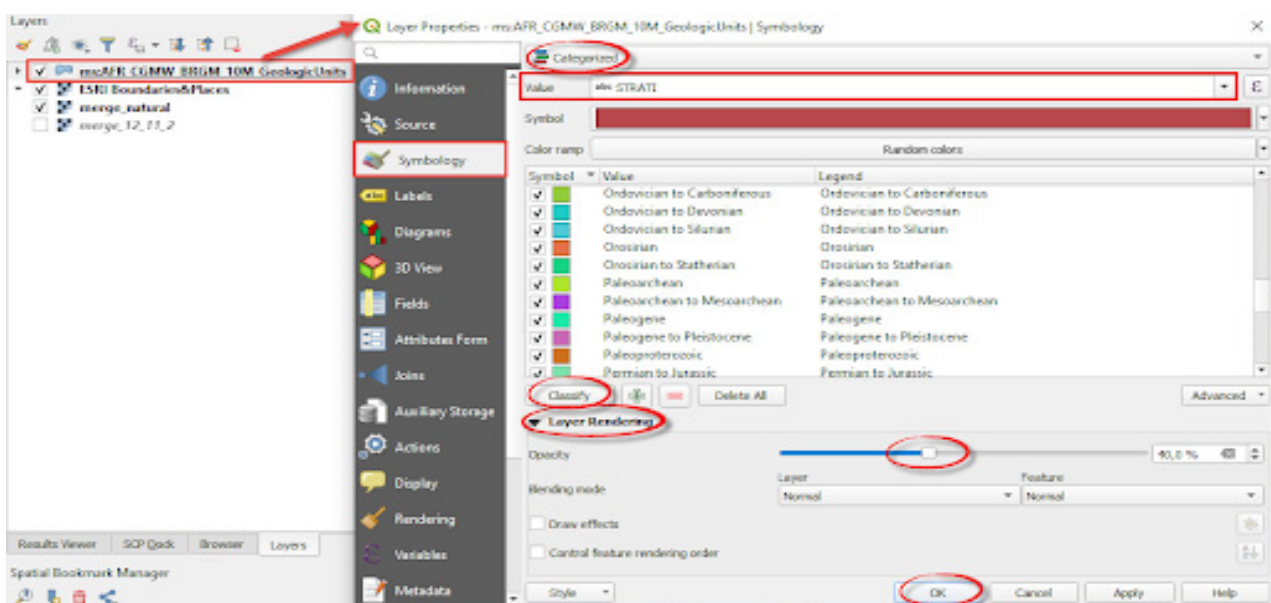 Layers
ms:AFR_CGMW_BRGM_10M_GeologicUnits
ESRI Boundaries&Places
merge_natural
merge_12_11_2
Results Viewer SCP Dock Browser Layers
Spatial Bookmark Manager
Layer Properties - ms:AFR_CGMW_BRGM_10M_GeologicUnits | Symbology
Information
Source
Symbology
Labels
Diagrams
3D View
Fields
Attributes Form
Joins
Auxiliary Storage
Actions
Display
Rendering
Variables
Metadata
Categorized
Value abc STRATI
Symbol
Color ramp Random colors
Symbol Value Legend
Ordovician to Carboniferous Ordovician to Carboniferous
Ordovician to Devonian Ordovician to Devonian
Ordovician to Silurian Ordovician to Silurian
Orosirian Orosirian
Orosirian to Statherian Orosirian to Statherian
Paleoarchean Paleoarchean
Paleoarchean to Mesoarchean Paleoarchean to Mesoarchean
Paleogene Paleogene
Paleogene to Pleistocene Paleogene to Pleistocene
Paleoproterozoic Paleoproterozoic
Permian to Jurassic Permian to Jurassic
Classify Delete All Advanced
Layer Rendering
Opacity 40,0 %
Layer Feature
Blending mode Normal Normal
Draw effects
Control feature rendering order
Style OK Cancel Apply Help